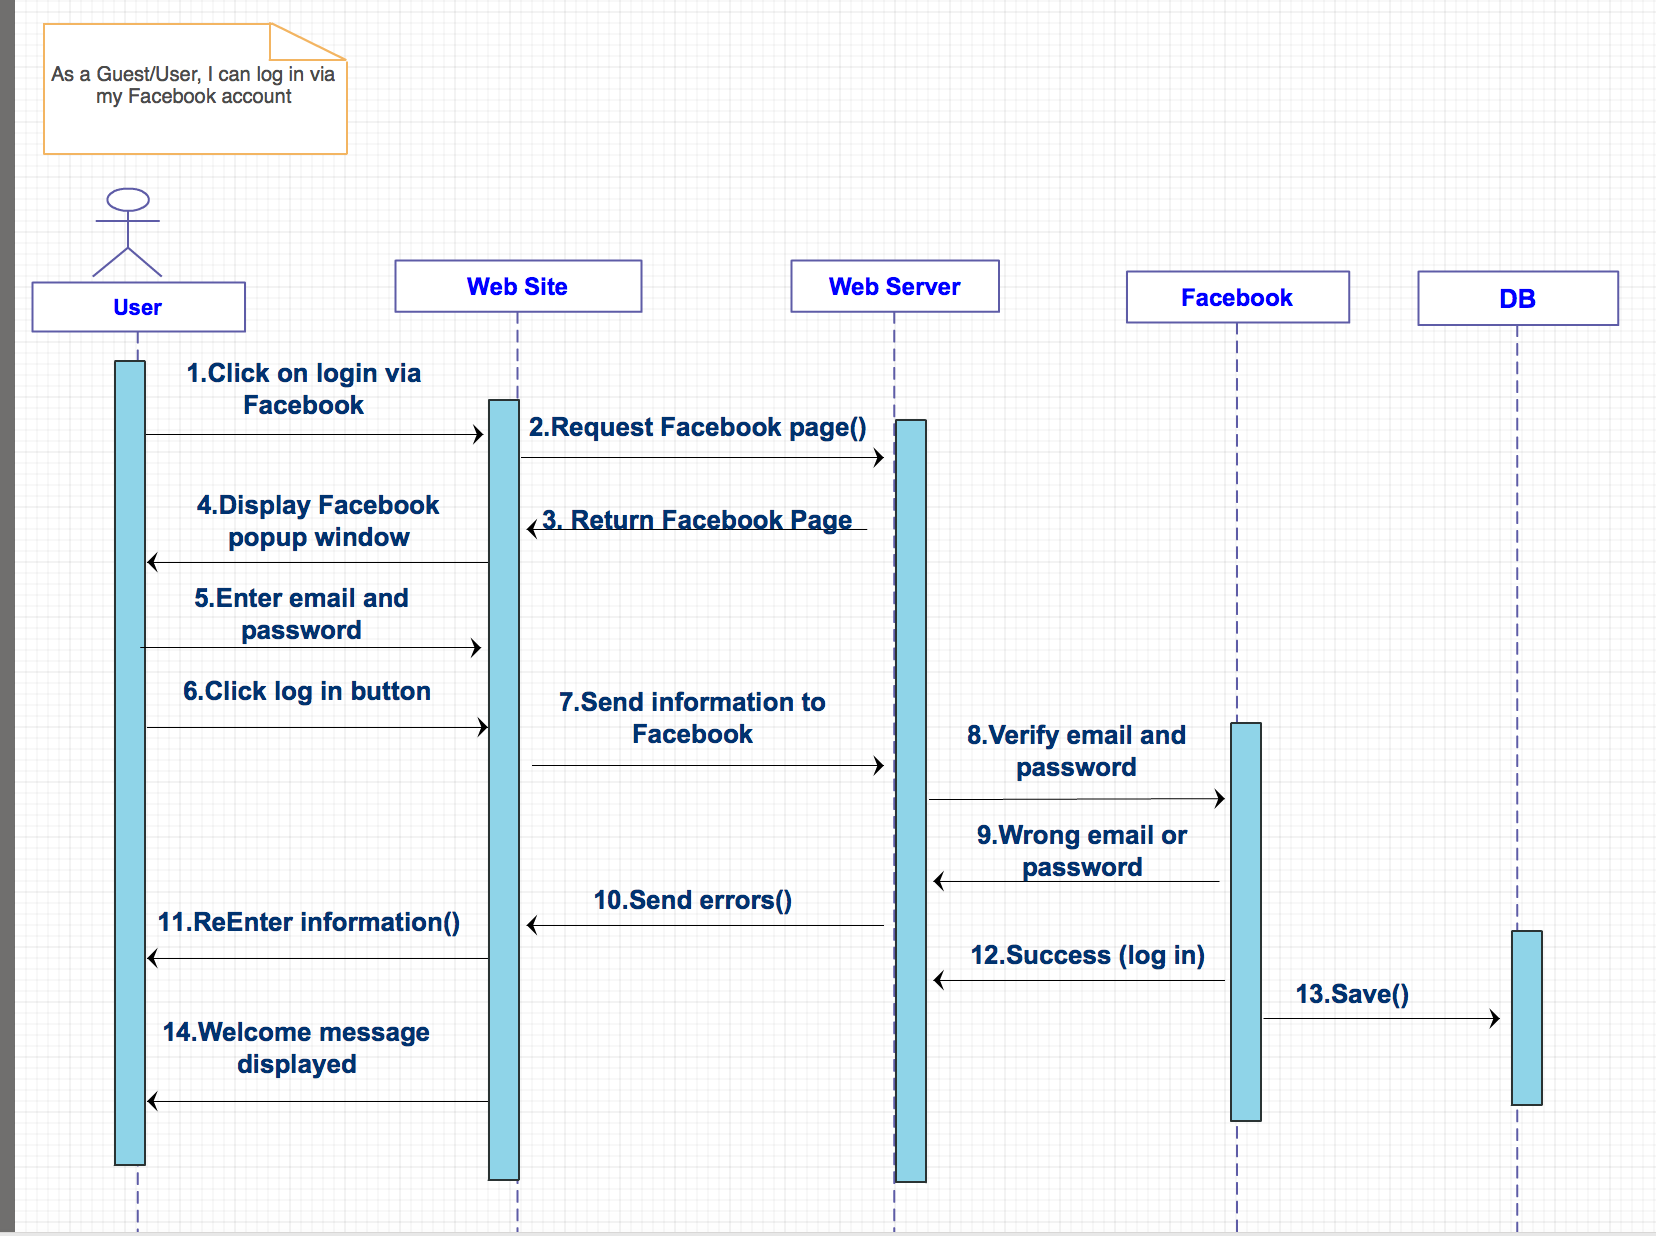 As a Guest/User, I can log in via
my Facebook account
User
Web Site
Web Server
Facebook
DB
1.Click on login via
Facebook
2.Request Facebook page()
3. Return Facebook Page
4.Display Facebook
popup window
5.Enter email and
password
6.Click log in button
7.Send information to
Facebook
8.Verify email and
password
9.Wrong email or
password
10.Send errors()
11.ReEnter information()
12.Success (log in)
13.Save()
14.Welcome message
displayed